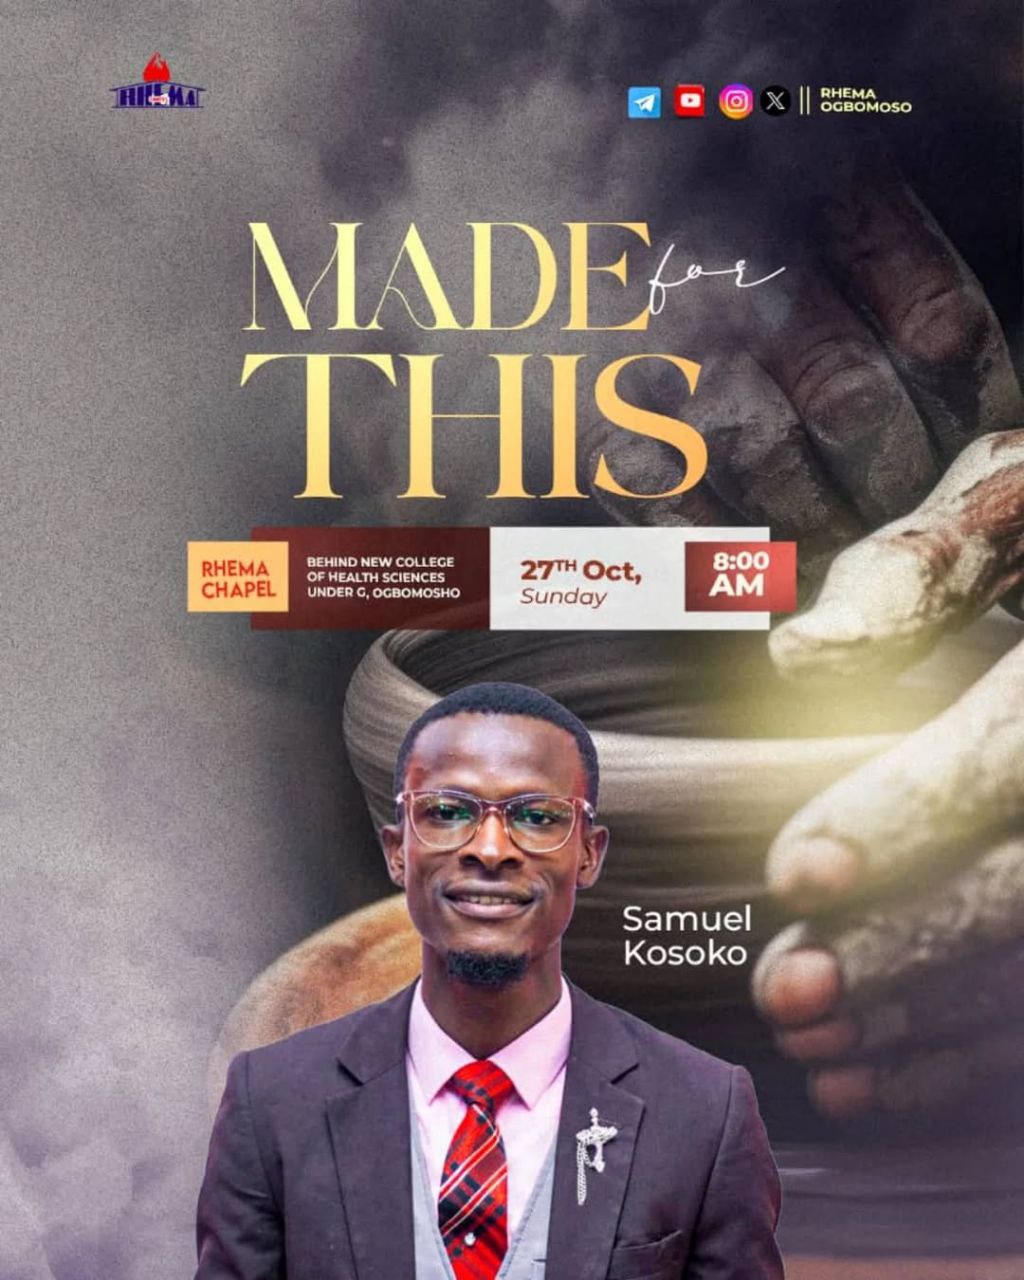 RHEMA
RHEMA
OGBOMOSO
MADE for
THIS
RHEMA
CHAPEL
BEHIND NEW COLLEGE
OF HEALTH SCIENCES
UNDER G, OGBOMOSHO
27TH Oct,
Sunday
8:00
AM
Samuel
Kosoko